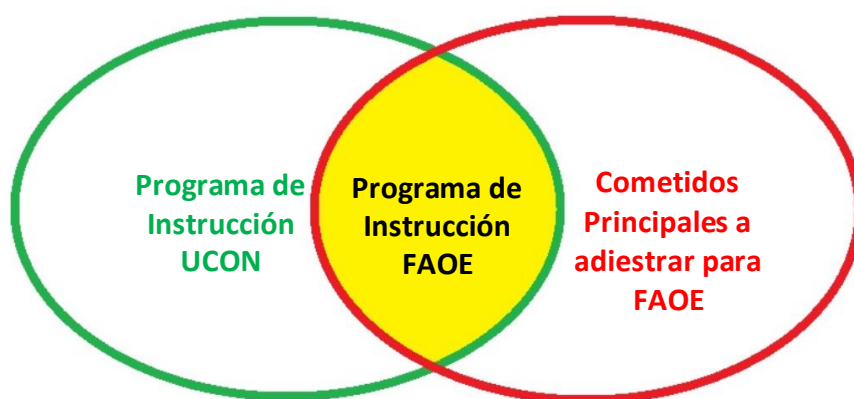 Programa de
Instrucción
UCON
Programa de
Instrucción
FAOE
Cometidos
Principales a
adiestrar para
FAOE